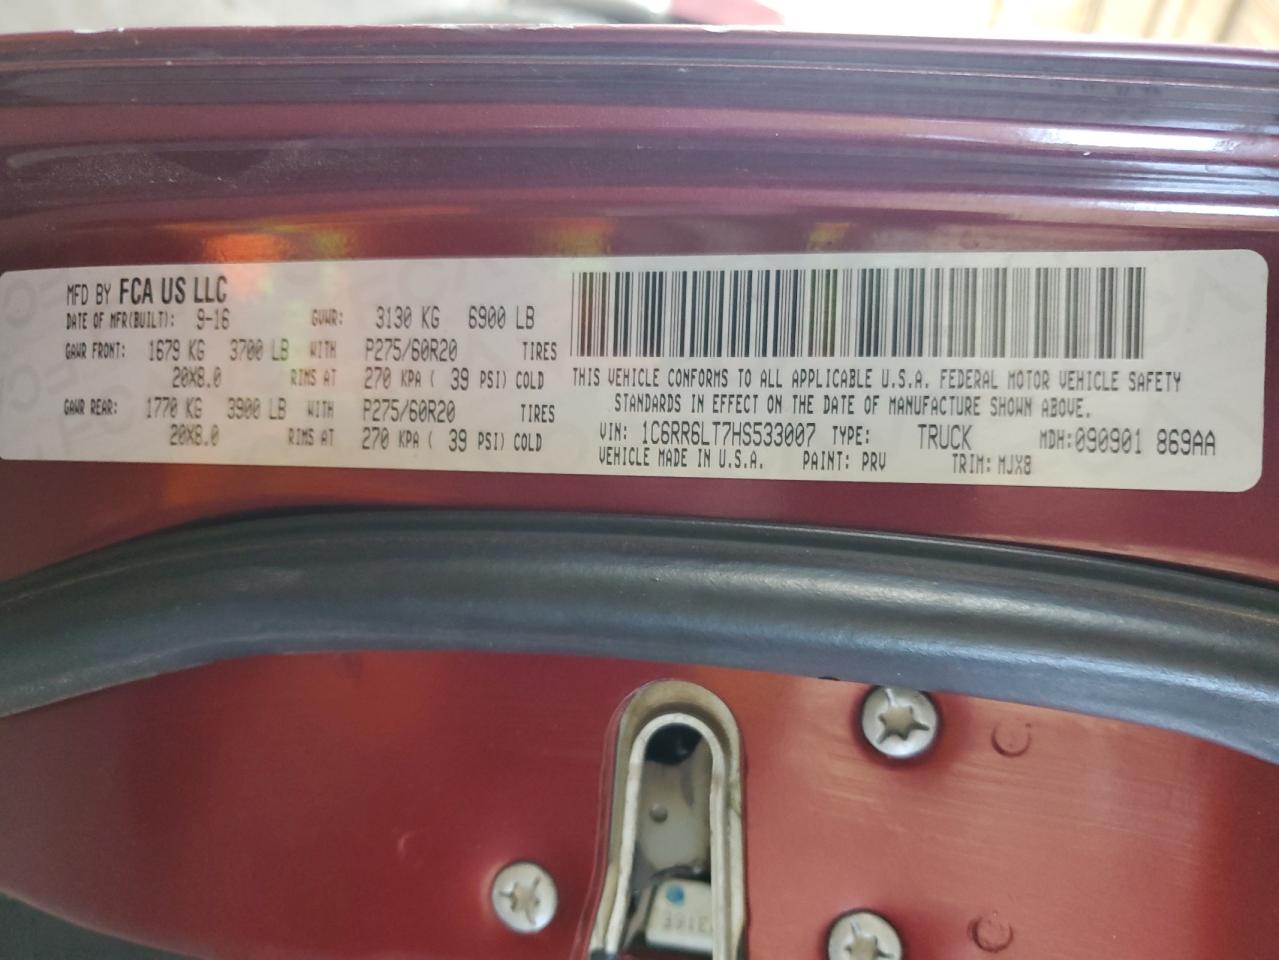 MFD BY FCA US LLC
DATE OF MFR(BUILT): 9-16 GVWR: 3130 KG 6900 LB
GAWR FRONT: 1679 KG 3700 LB WITH P275/60R20 TIRES
20X8.0 RIMS AT 270 KPA ( 39 PSI) COLD
GAWR REAR: 1770 KG 3900 LB WITH P275/60R20 TIRES
20X8.0 RIMS AT 270 KPA ( 39 PSI) COLD
THIS VEHICLE CONFORMS TO ALL APPLICABLE U.S.A. FEDERAL MOTOR VEHICLE SAFETY
STANDARDS IN EFFECT ON THE DATE OF MANUFACTURE SHOWN ABOVE.
VIN: 1C6RR6LT7HS533007 TYPE: TRUCK MDH:090901 869AA
VEHICLE MADE IN U.S.A. PAINT: PRV TRIM: MJX8